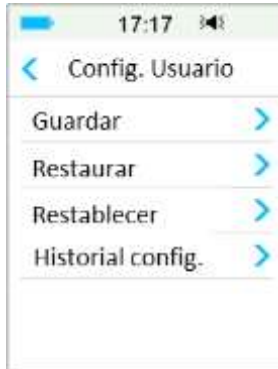 17:17
Config. Usuario
Guardar
Restaurar
Restablecer
Historial config.